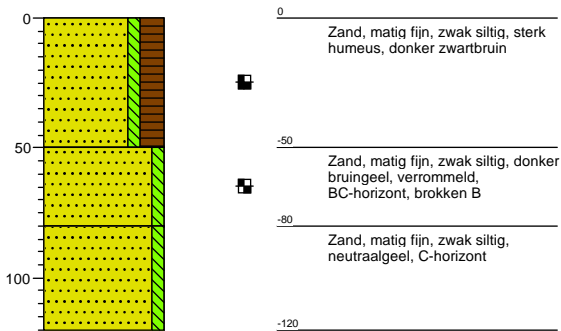 0
0
Zand, matig fijn, zwak siltig, sterk
humeus, donker zwartbruin
50
-50
Zand, matig fijn, zwak siltig, donker
bruingeel, verrommeld,
BC-horizont, brokken B
-80
Zand, matig fijn, zwak siltig,
neutraalgeel, C-horizont
100
-120